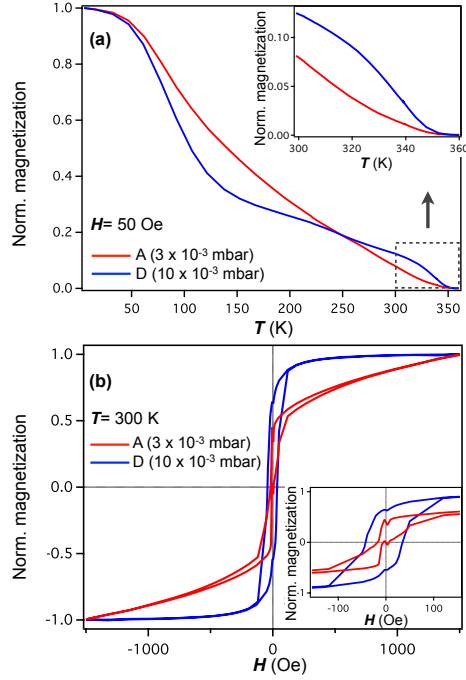 (a)
Norm. magnetization
1.0
0.8
0.6
0.4
0.2
0.0
50
100
150
200
250
300
350
T (K)
H= 50 Oe
A (3 x 10⁻³ mbar)
D (10 x 10⁻³ mbar)
Norm. magnetization
0.10
0.05
0.00
300
320
340
360
T (K)
(b)
Norm. magnetization
1.0
0.5
0.0
-0.5
-1.0
-1000
0
1000
H (Oe)
T= 300 K
A (3 x 10⁻³ mbar)
D (10 x 10⁻³ mbar)
Norm. magnetization
1
0
-1
-100
0
100
H (Oe)